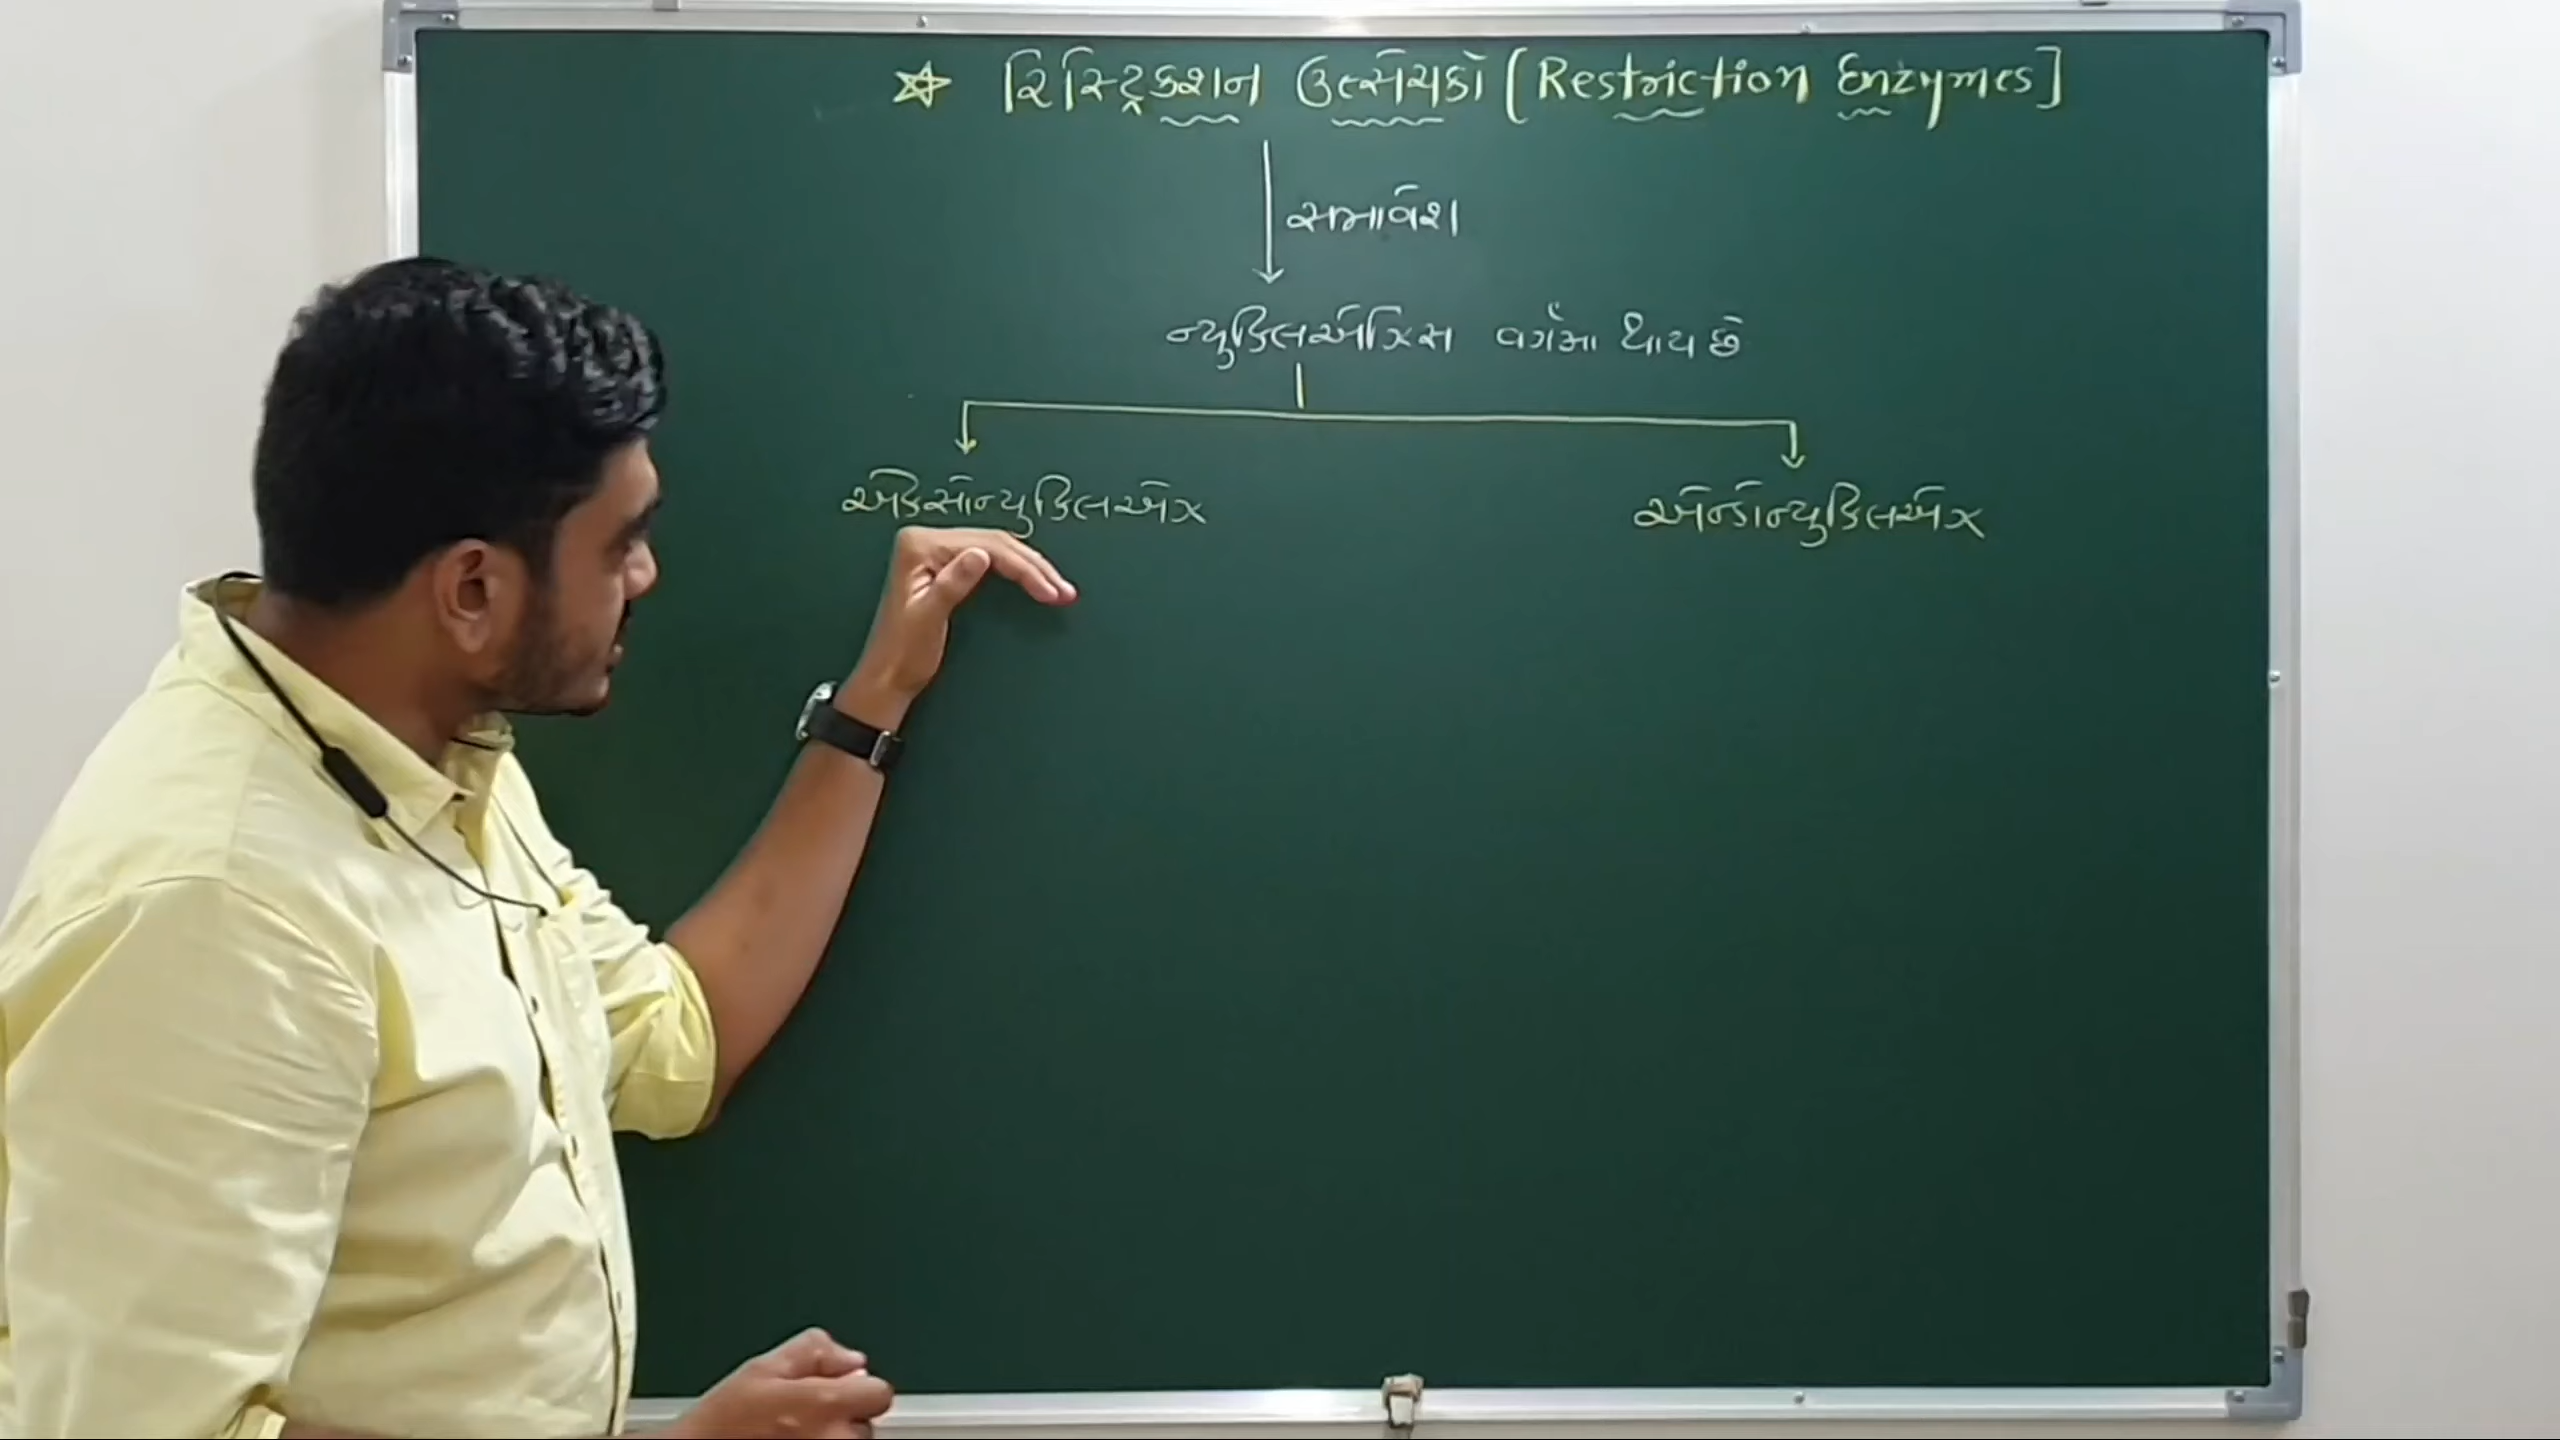 ☆ રિસ્ટ્રિક્શન ઉત્સેચકો [Restriction Enzymes]
સમાવેશ
ન્યુક્લિએઝિસ વર્ગમાં થાય છે
એક્સોન્યુક્લિએઝ
એન્ડોન્યુક્લિએઝ